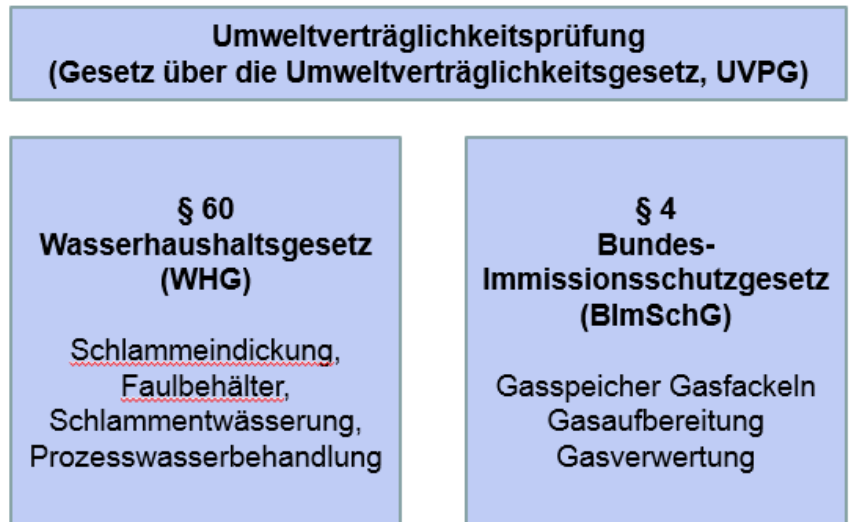 Umweltverträglichkeitsprüfung
(Gesetz über die Umweltverträglichkeitsgesetz, UVPG)
§ 60
Wasserhaushaltsgesetz
(WHG)
Schlammeindickung,
Faulbehälter,
Schlammentwässerung,
Prozesswasserbehandlung
§ 4
Bundes-
Immissionsschutzgesetz
(BImSchG)
Gasspeicher Gasfackeln
Gasaufbereitung
Gasverwertung